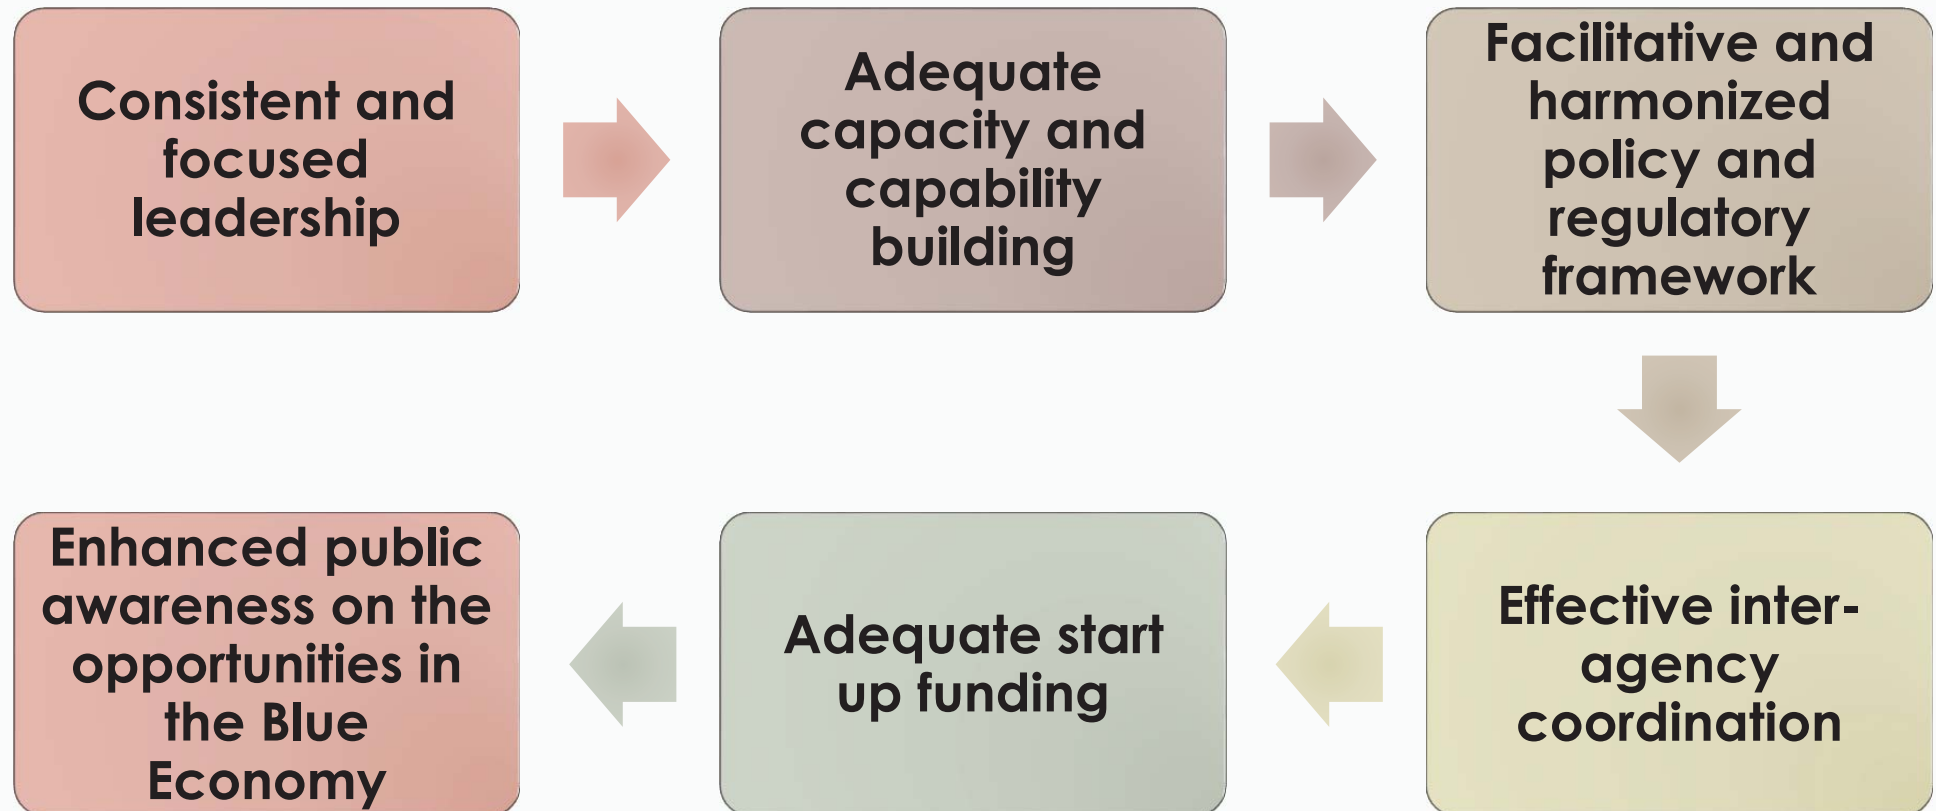 Consistent and
focused
leadership
Adequate
capacity and
capability
building
Facilitative and
harmonized
policy and
regulatory
framework
Effective inter-
agency
coordination
Adequate start
up funding
Enhanced public
awareness on the
opportunities in
the Blue
Economy